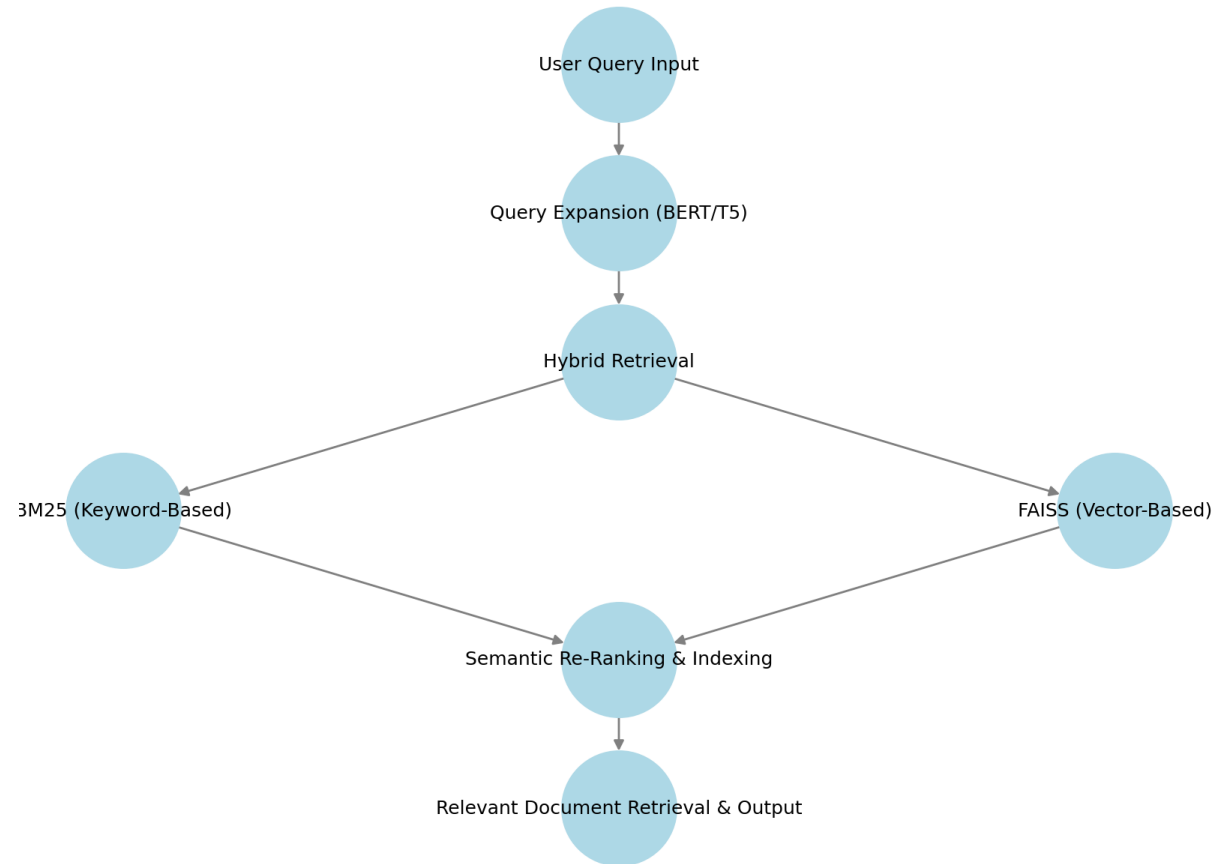 User Query Input
Query Expansion (BERT/T5)
Hybrid Retrieval
BM25 (Keyword-Based)
FAISS (Vector-Based)
Semantic Re-Ranking & Indexing
Relevant Document Retrieval & Output